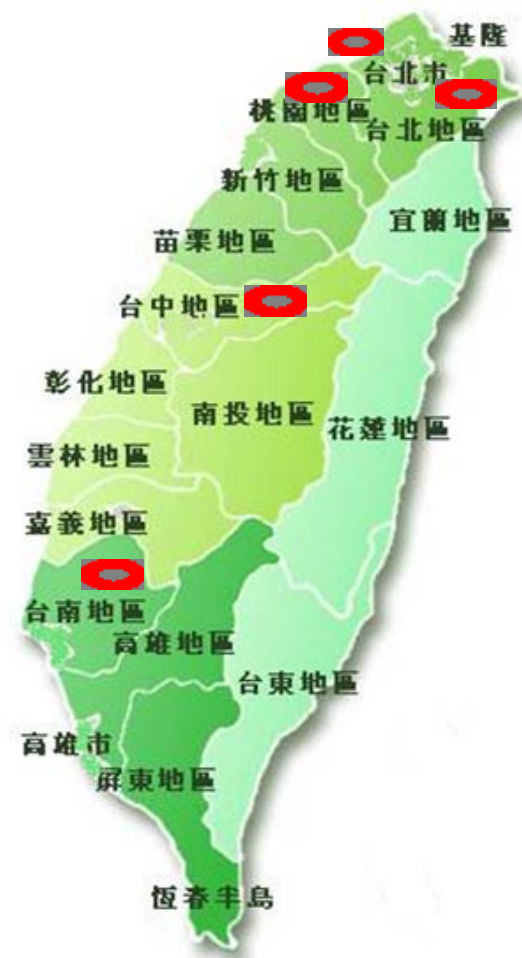 基隆
台北市
桃園地區
台北地區
新竹地區
宜蘭地區
苗栗地區
台中地區
彰化地區
南投地區
花蓮地區
雲林地區
嘉義地區
台南地區
高雄地區
台東地區
高雄市
屏東地區
恆春半島